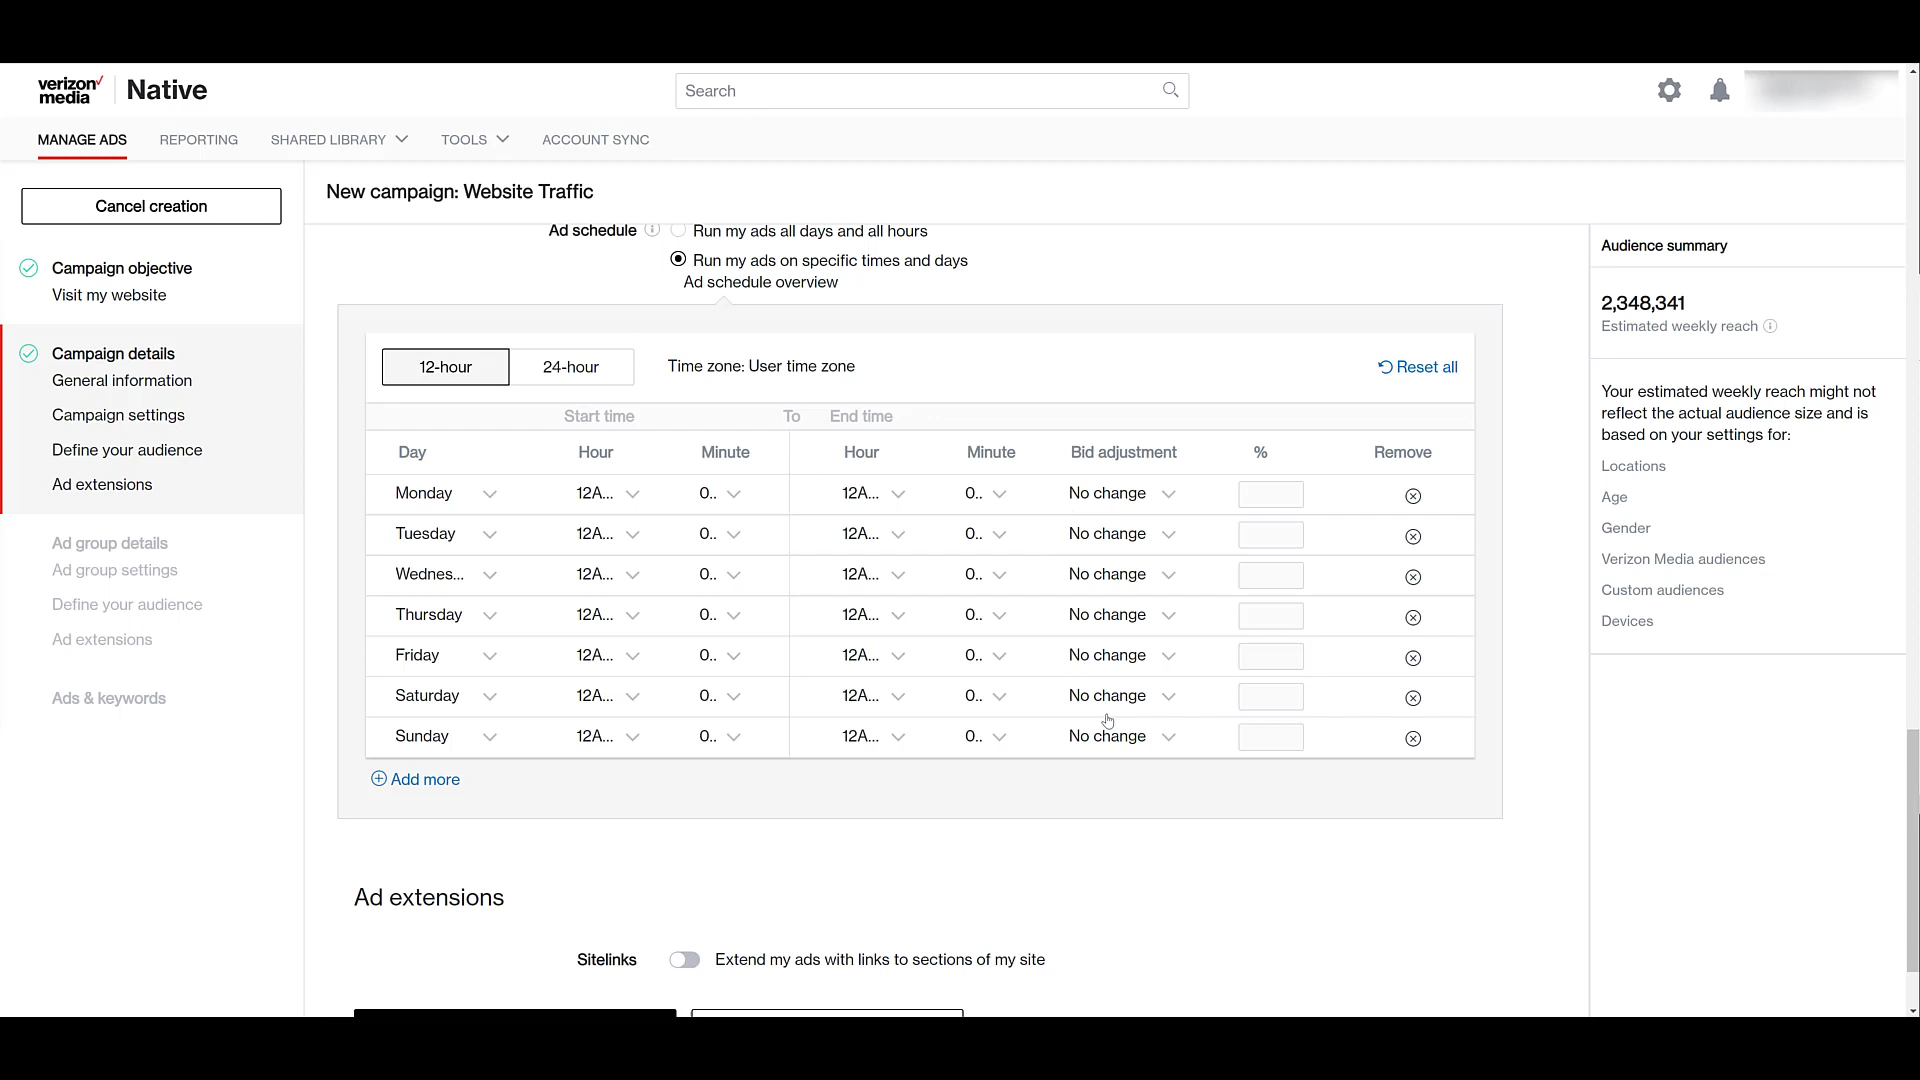 verizon
media
Native
Search
MANAGE ADS
REPORTING
SHARED LIBRARY
TOOLS
ACCOUNT SYNC
Cancel creation
Campaign objective
Visit my website
Campaign details
General information
Campaign settings
Define your audience
Ad extensions
Ad group details
Ad group settings
Define your audience
Ad extensions
Ads & keywords
New campaign: Website Traffic
Ad schedule
Run my ads all days and all hours
Run my ads on specific times and days
Ad schedule overview
12-hour 24-hour Time zone: User time zone Reset all
Start time To End time
Day Hour Minute Hour Minute Bid adjustment % Remove
Monday 12A... 0.. 12A... 0.. No change
Tuesday 12A... 0.. 12A... 0.. No change
Wednes... 12A... 0.. 12A... 0.. No change
Thursday 12A... 0.. 12A... 0.. No change
Friday 12A... 0.. 12A... 0.. No change
Saturday 12A... 0.. 12A... 0.. No change
Sunday 12A... 0.. 12A... 0.. No change
Add more
Ad extensions
Sitelinks Extend my ads with links to sections of my site
Audience summary
2,348,341
Estimated weekly reach
Your estimated weekly reach might not
reflect the actual audience size and is
based on your settings for:
Locations
Age
Gender
Verizon Media audiences
Custom audiences
Devices